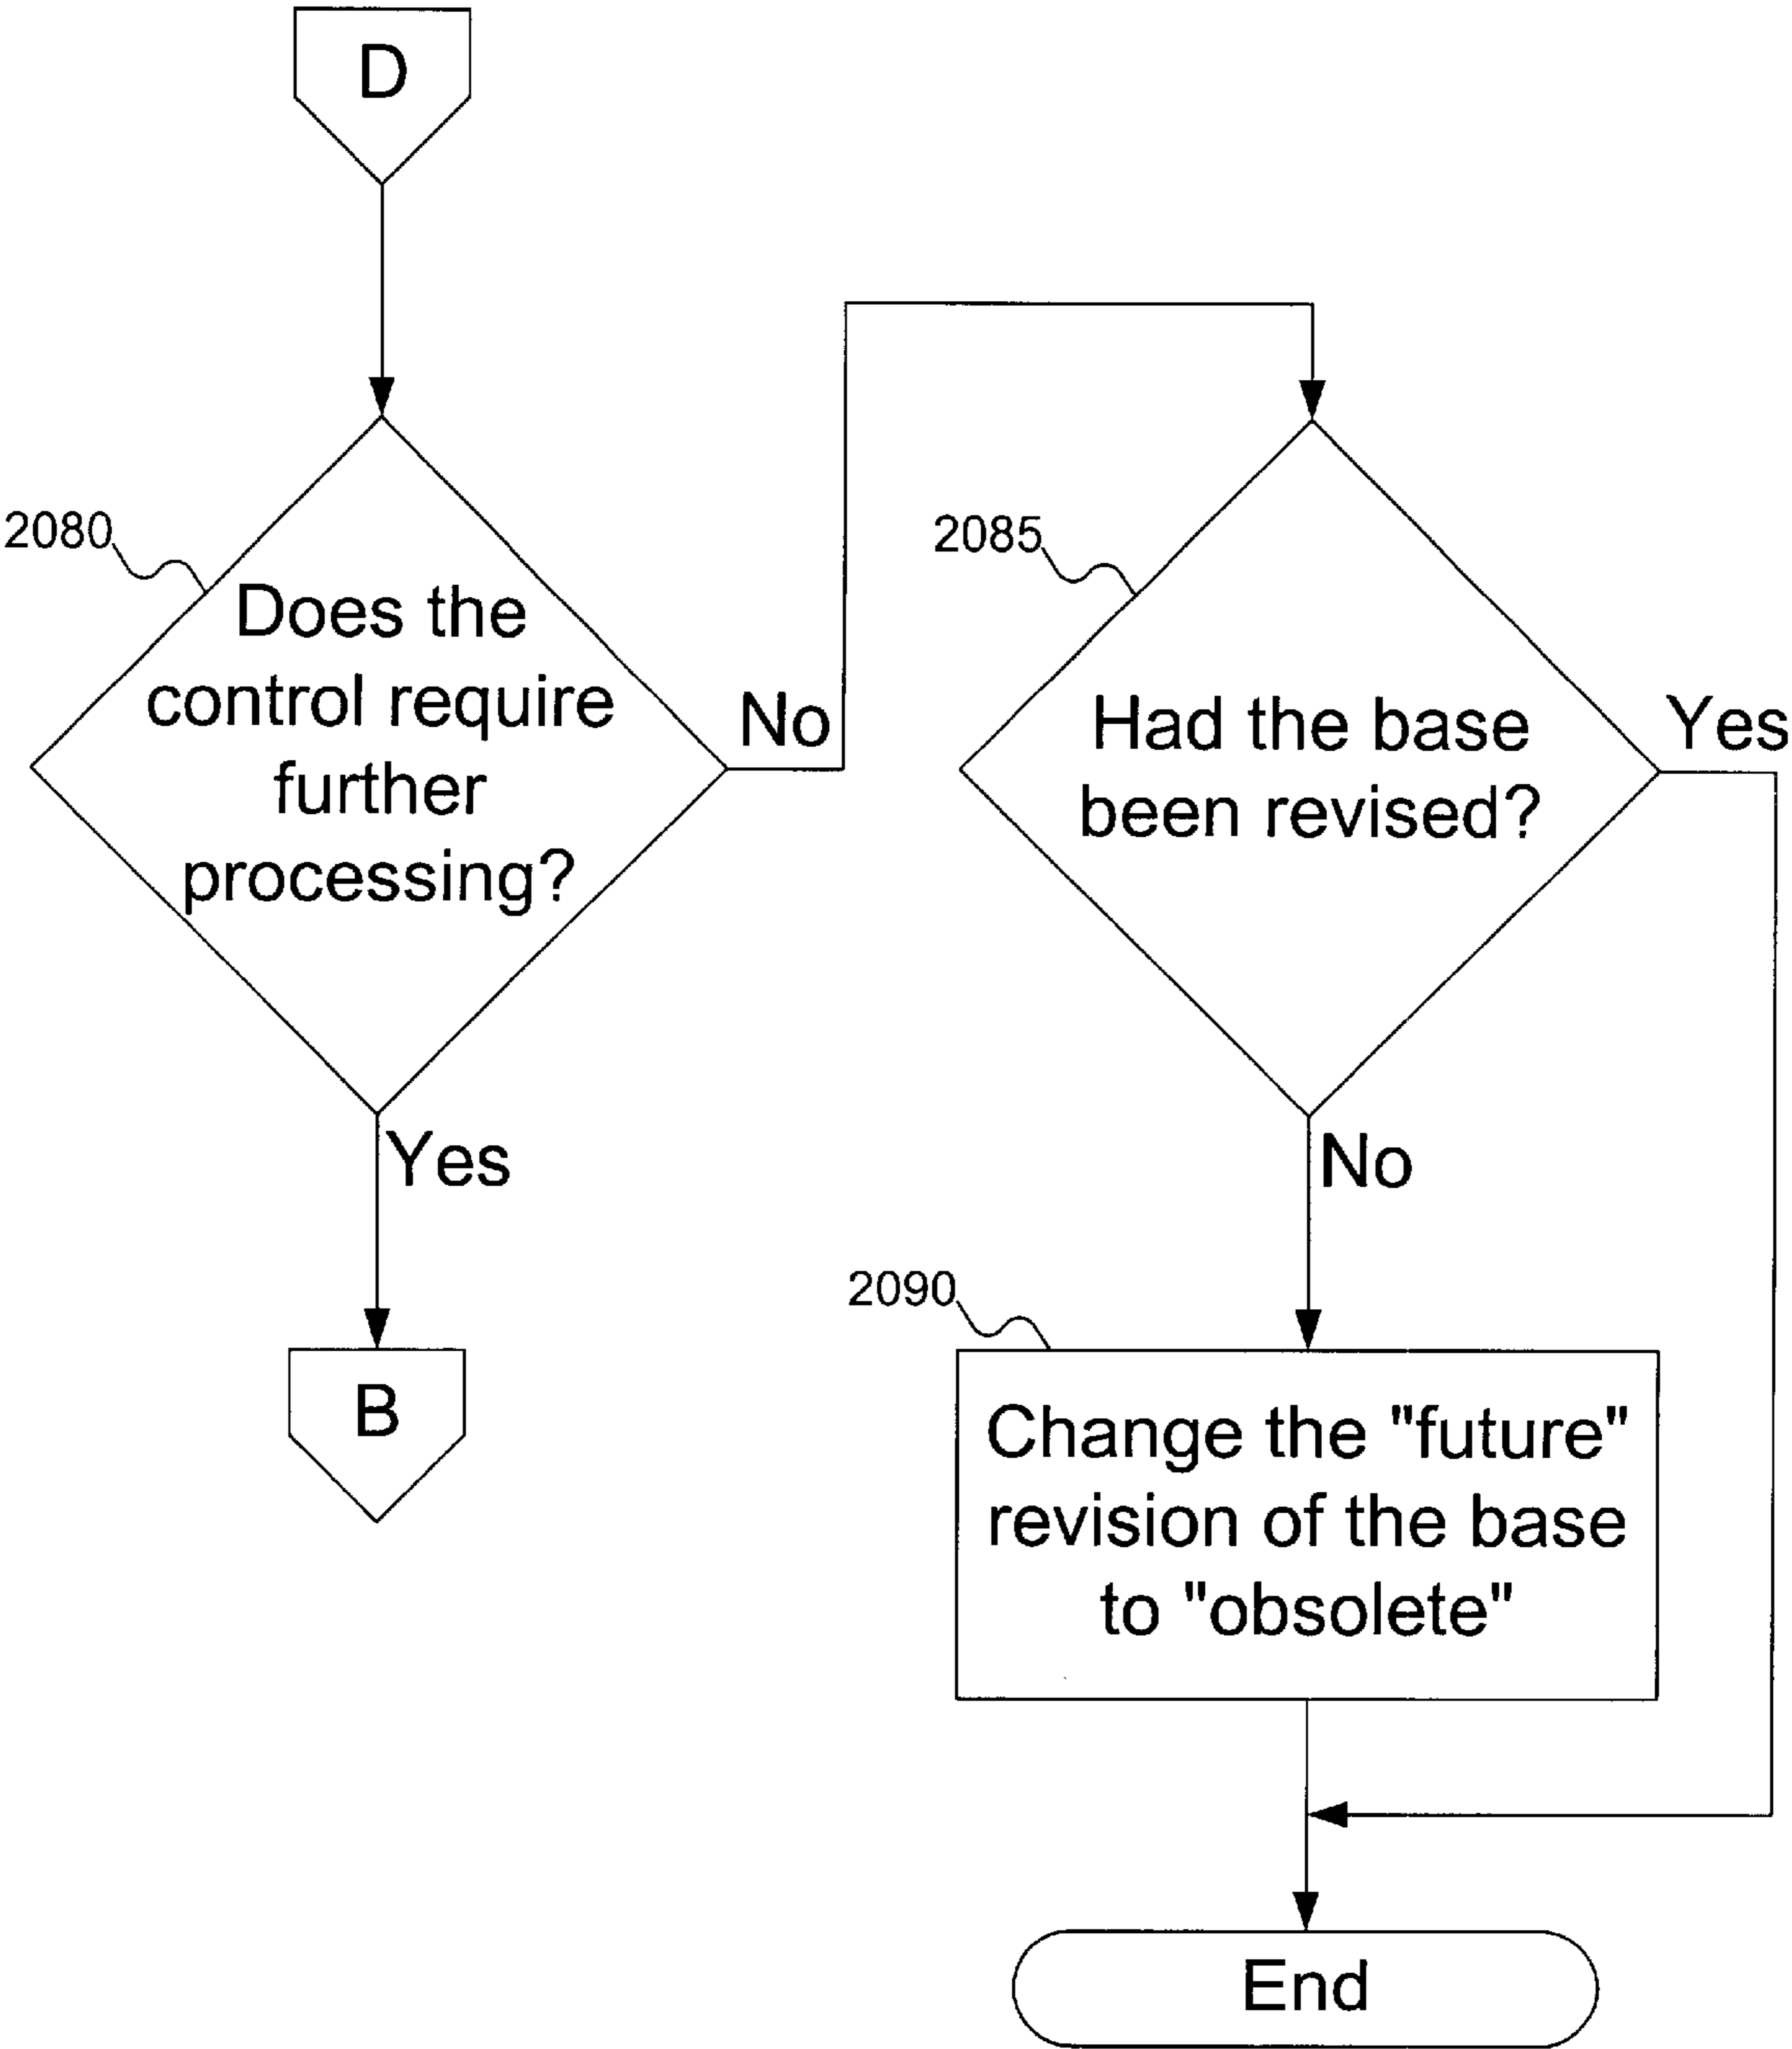 D
2080
Does the
control require
further
processing?
No
Yes
B
2085
Had the base
been revised?
Yes
No
2090
Change the "future"
revision of the base
to "obsolete"
End